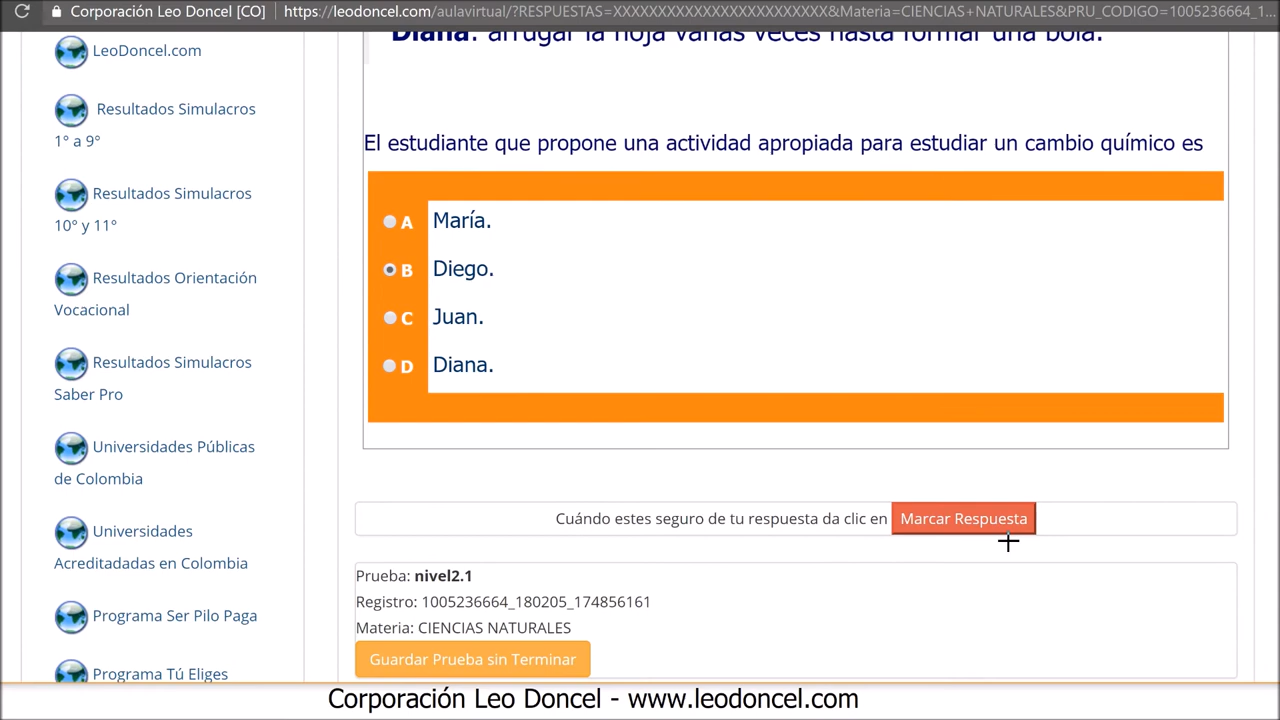 Corporación Leo Doncel [CO] https://leodoncel.com/aulavirtual/?RESPUESTAS=XXXXXXXXXXXXXXXXXXXXXXXX&Materia=CIENCIAS+NATURALES&PRU_CODIGO=1005236664_1...
Diana: arrugar la hoja varias veces hasta formar una bola.
LeoDoncel.com
Resultados Simulacros
1° a 9°
Resultados Simulacros
10° y 11°
Resultados Orientación
Vocacional
Resultados Simulacros
Saber Pro
Universidades Públicas
de Colombia
Universidades
Acreditadadas en Colombia
Programa Ser Pilo Paga
Programa Tú Eliges
El estudiante que propone una actividad apropiada para estudiar un cambio químico es
A María.
B Diego.
C Juan.
D Diana.
Cuándo estes seguro de tu respuesta da clic en Marcar Respuesta
Prueba: nivel2.1
Registro: 1005236664_180205_174856161
Materia: CIENCIAS NATURALES
Guardar Prueba sin Terminar
Corporación Leo Doncel - www.leodoncel.com